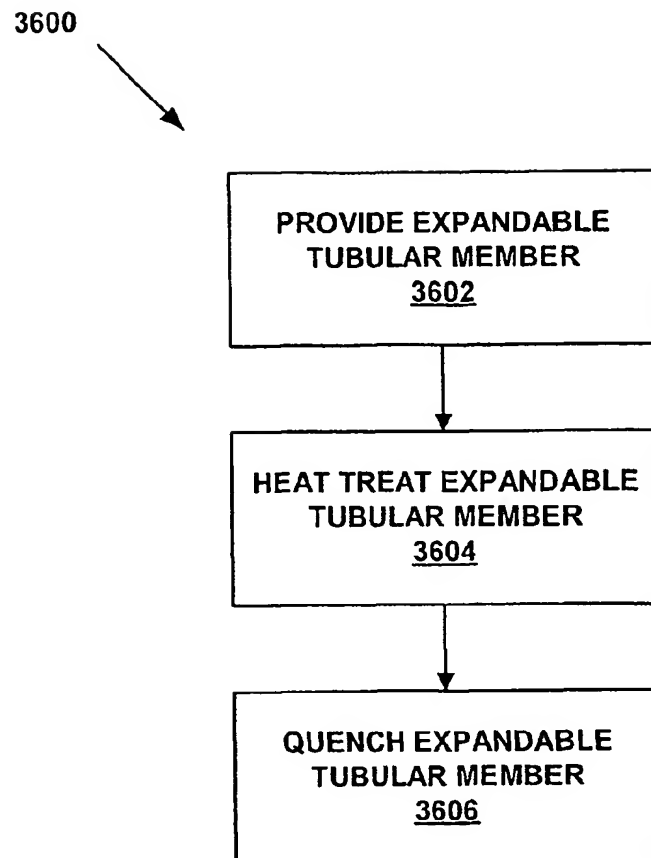 3600
PROVIDE EXPANDABLE
TUBULAR MEMBER
3602
HEAT TREAT EXPANDABLE
TUBULAR MEMBER
3604
QUENCH EXPANDABLE
TUBULAR MEMBER
3606